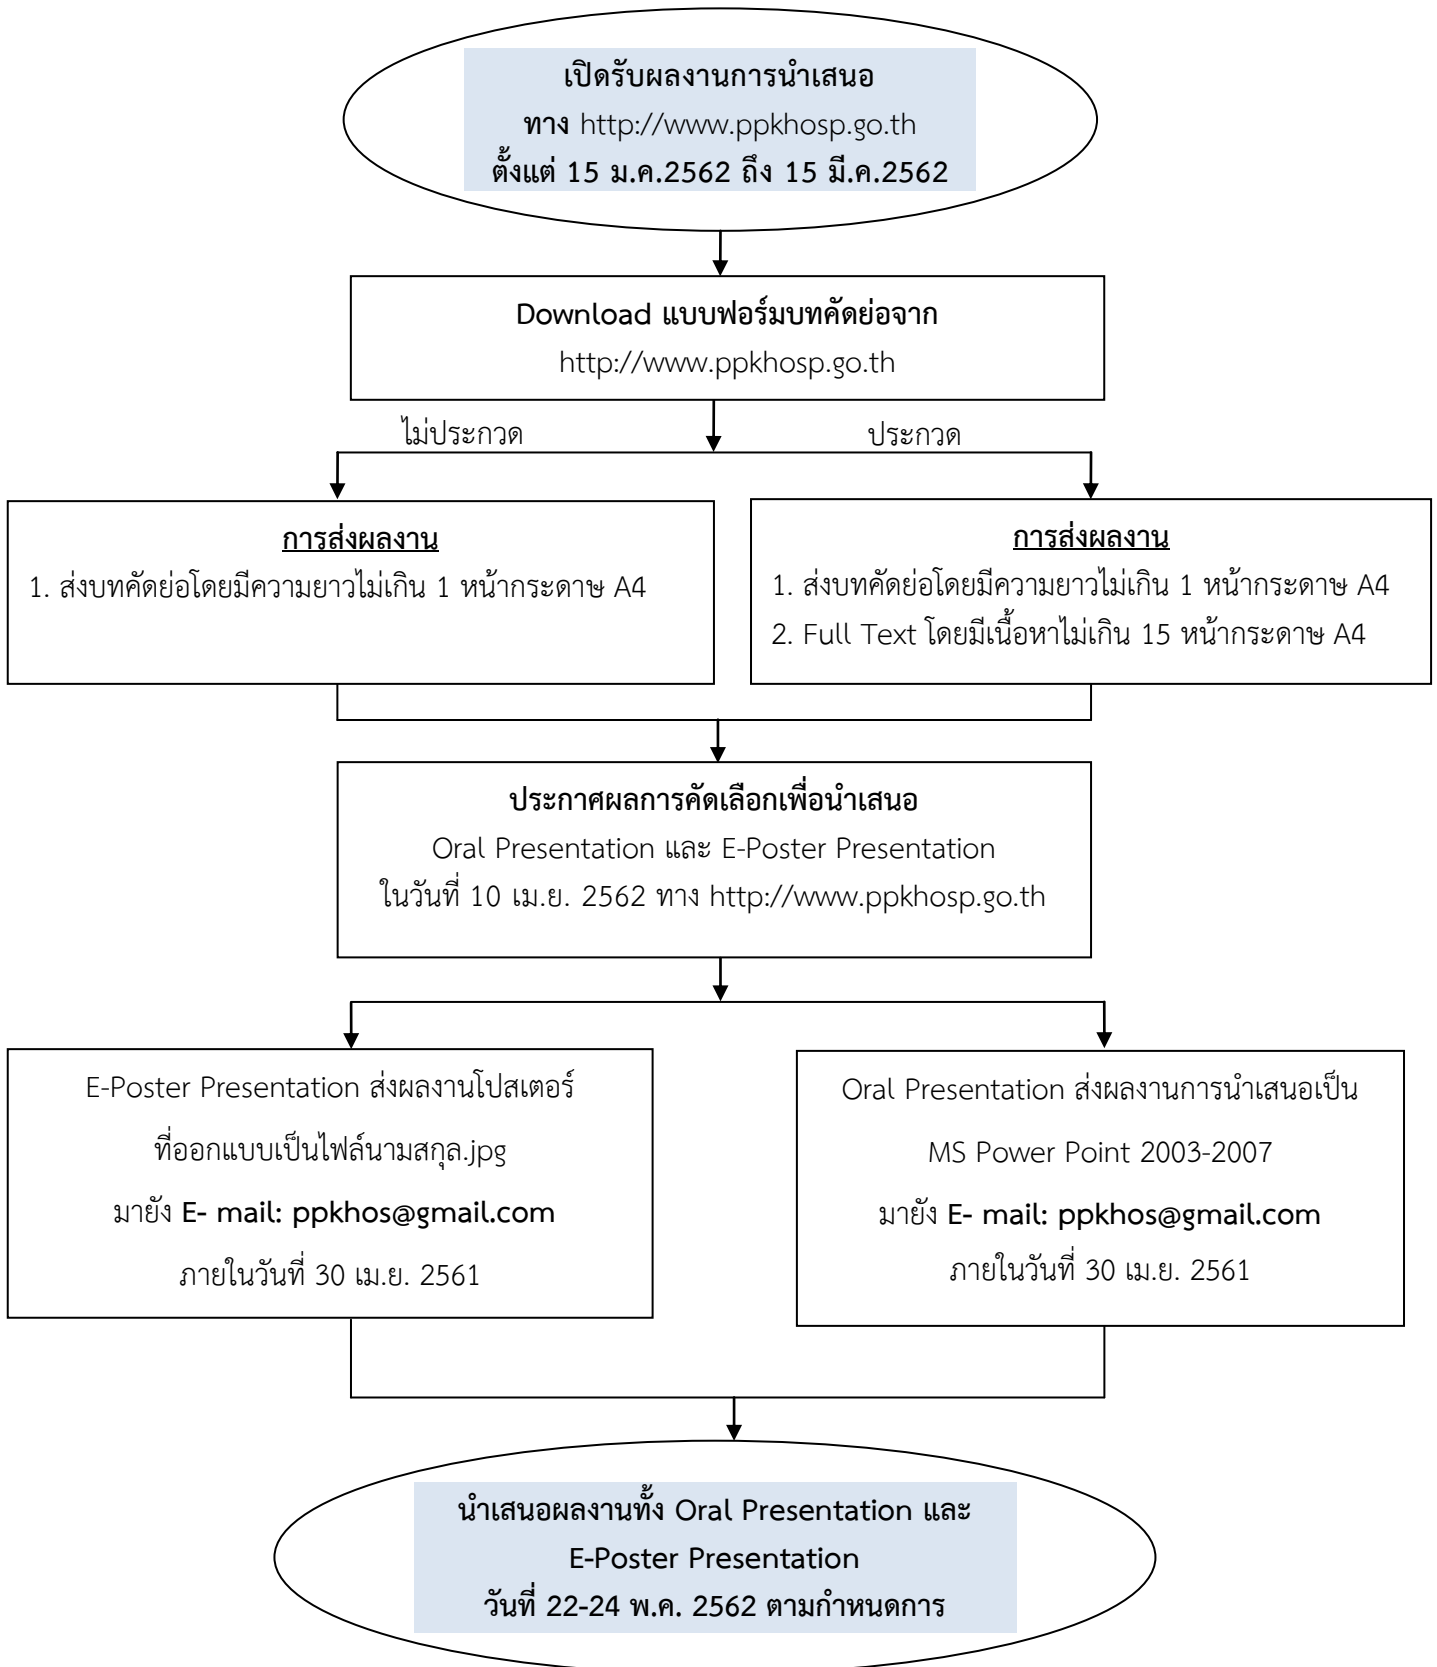 เปิดรับผลงานการนำเสนอ
ทาง http://www.ppkhosp.go.th
ตั้งแต่ 15 ม.ค.2562 ถึง 15 มี.ค.2562
Download แบบฟอร์มบทคัดย่อจาก
http://www.ppkhosp.go.th
ไม่ประกวด
ประกวด
การส่งผลงาน
1. ส่งบทคัดย่อโดยมีความยาวไม่เกิน 1 หน้ากระดาษ A4
การส่งผลงาน
1. ส่งบทคัดย่อโดยมีความยาวไม่เกิน 1 หน้ากระดาษ A4
2. Full Text โดยมีเนื้อหาไม่เกิน 15 หน้ากระดาษ A4
ประกาศผลการคัดเลือกเพื่อนำเสนอ
Oral Presentation และ E-Poster Presentation
ในวันที่ 10 เม.ย. 2562 ทาง http://www.ppkhosp.go.th
E-Poster Presentation ส่งผลงานโปสเตอร์
ที่ออกแบบเป็นไฟล์นามสกุล.jpg
มายัง E- mail: ppkhos@gmail.com
ภายในวันที่ 30 เม.ย. 2561
Oral Presentation ส่งผลงานการนำเสนอเป็น
MS Power Point 2003-2007
มายัง E- mail: ppkhos@gmail.com
ภายในวันที่ 30 เม.ย. 2561
นำเสนอผลงานทั้ง Oral Presentation และ
E-Poster Presentation
วันที่ 22-24 พ.ค. 2562 ตามกำหนดการ